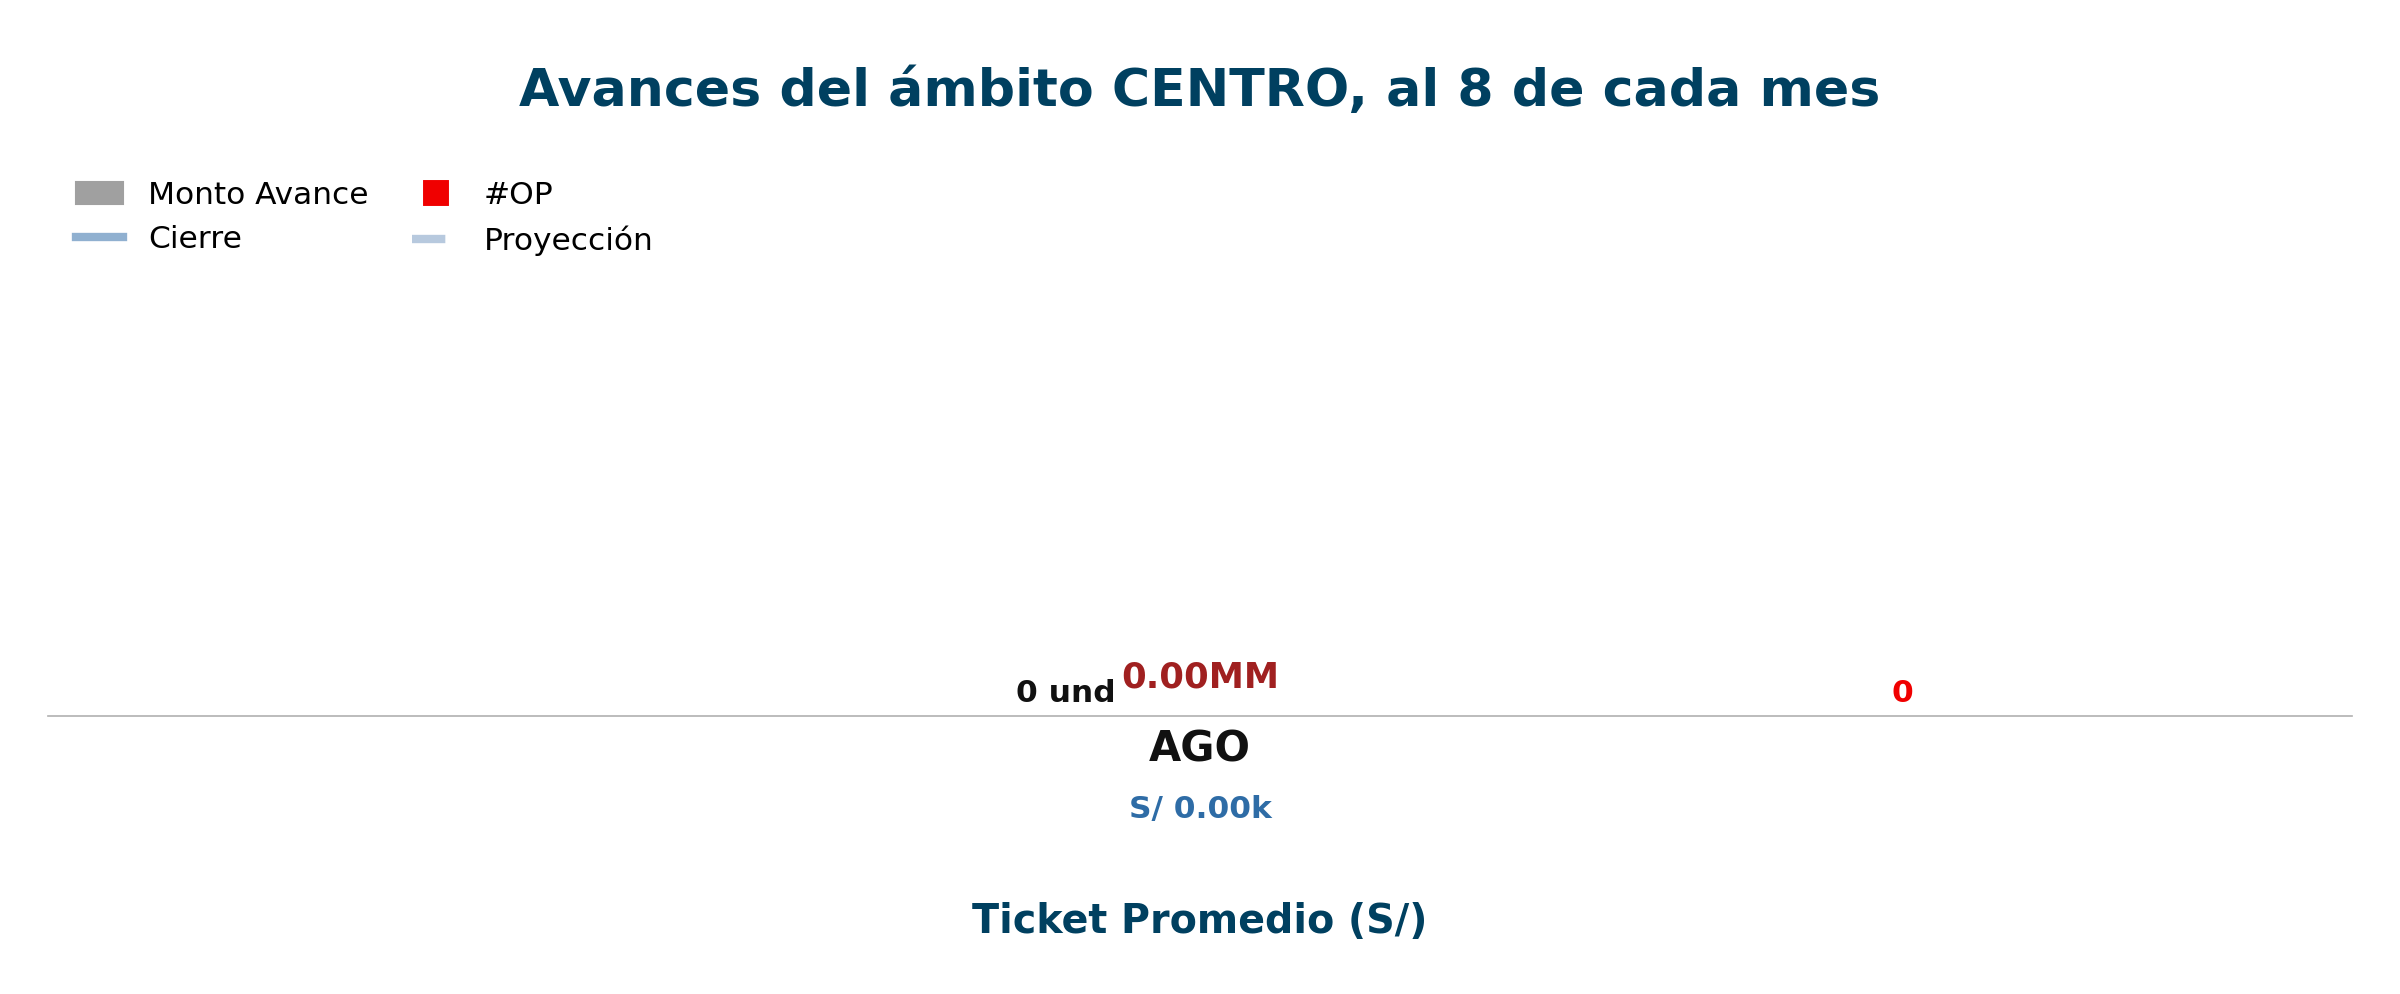 Avances del ámbito CENTRO, al 8 de cada mes
Monto Avance
#OP
Cierre
Proyección
0.00MM
0 und
0
AGO
S/ 0.00k
Ticket Promedio (S/)